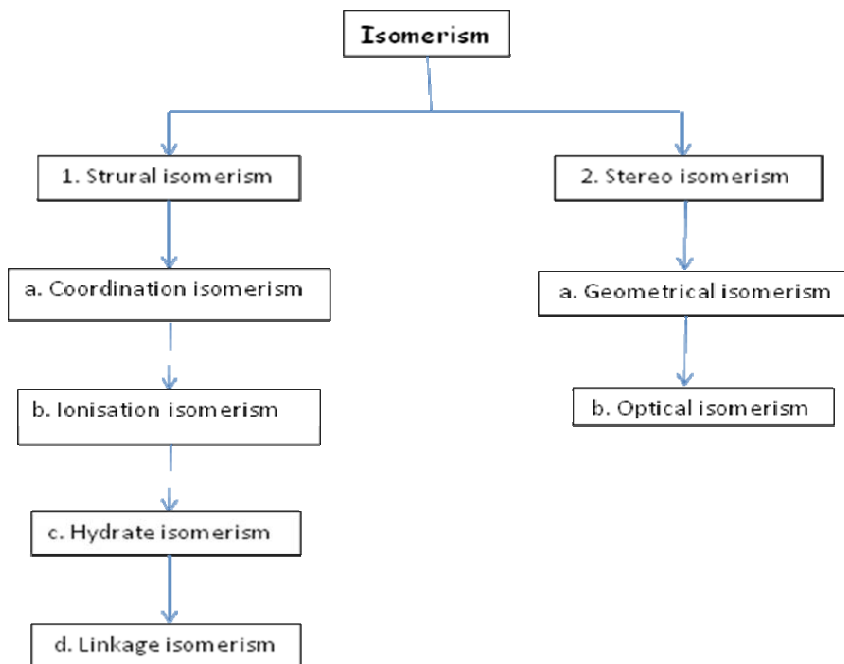 Isomerism
1. Strural isomerism
2. Stereo isomerism
a. Coordination isomerism
a. Geometrical isomerism
b. Ionisation isomerism
b. Optical isomerism
c. Hydrate isomerism
d. Linkage isomerism